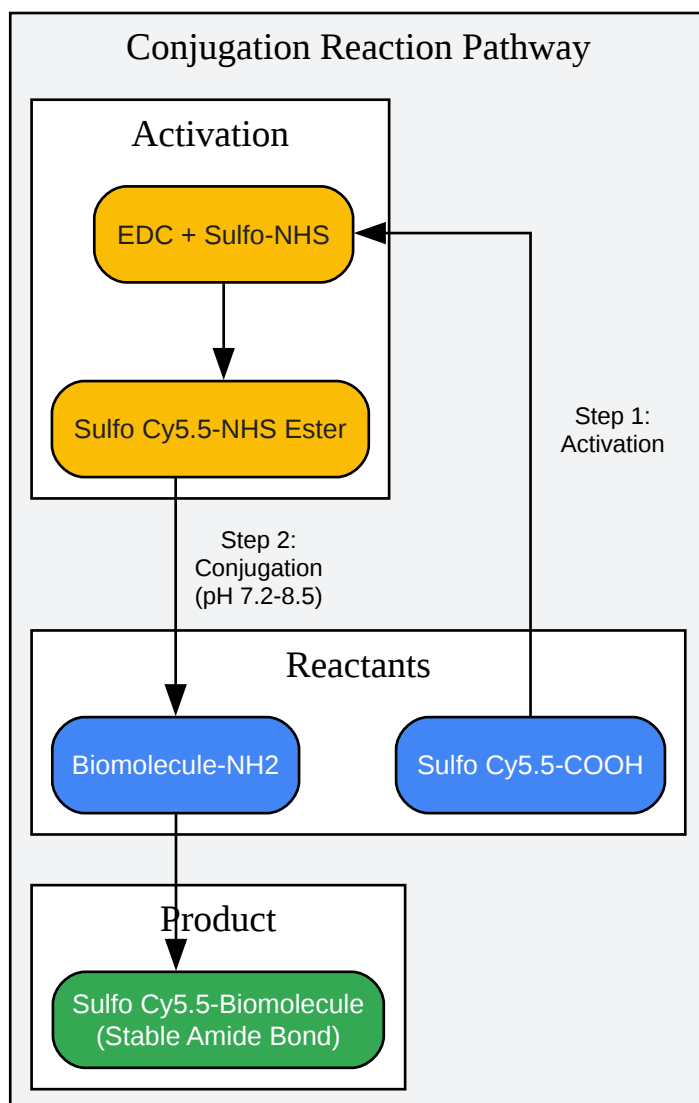 Conjugation Reaction Pathway
Activation
EDC + Sulfo-NHS
Sulfo Cy5.5-NHS Ester
Step 1:
Activation
Step 2:
Conjugation
(pH 7.2-8.5)
Reactants
Biomolecule-NH2
Sulfo Cy5.5-COOH
Product
Sulfo Cy5.5-Biomolecule
(Stable Amide Bond)